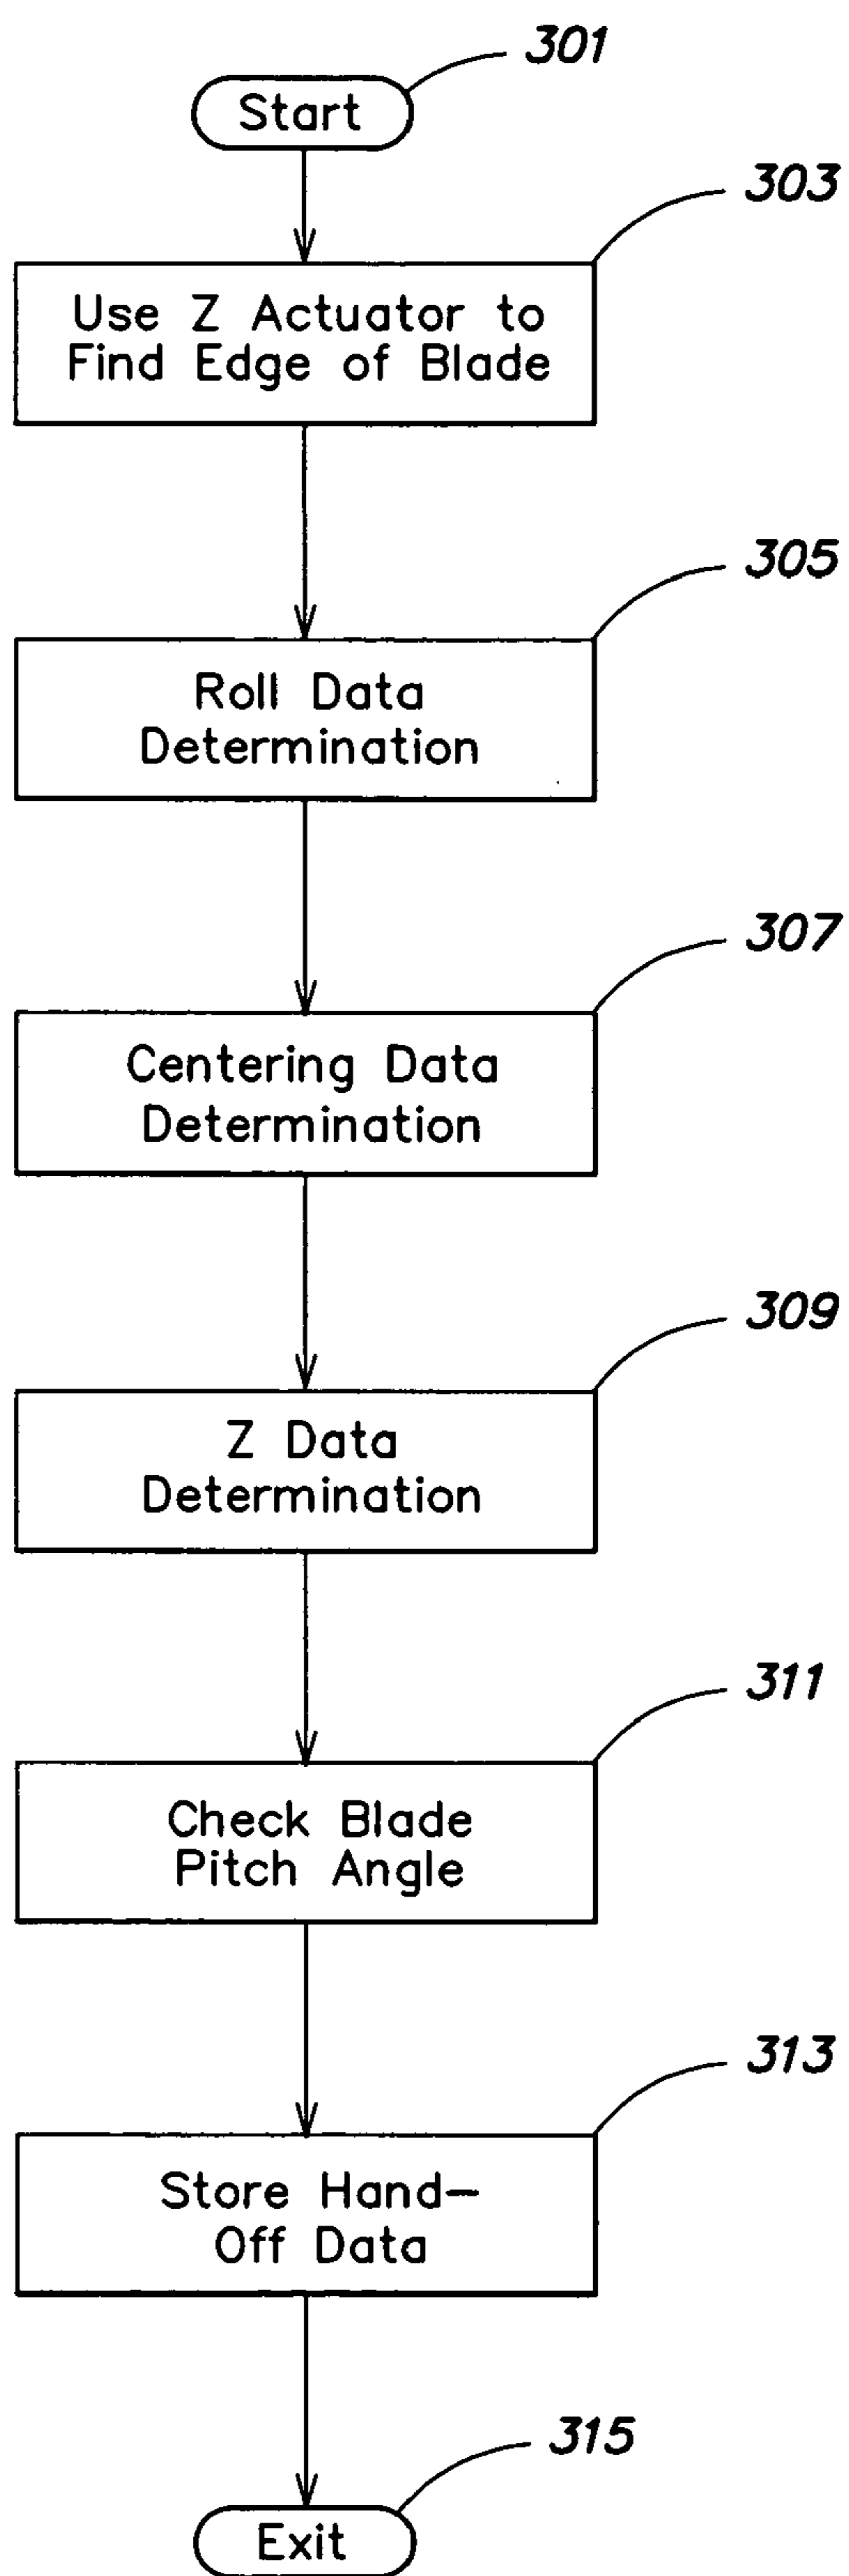 301
Start
303
Use Z Actuator to
Find Edge of Blade
305
Roll Data
Determination
307
Centering Data
Determination
309
Z Data
Determination
311
Check Blade
Pitch Angle
313
Store Hand-
Off Data
315
Exit